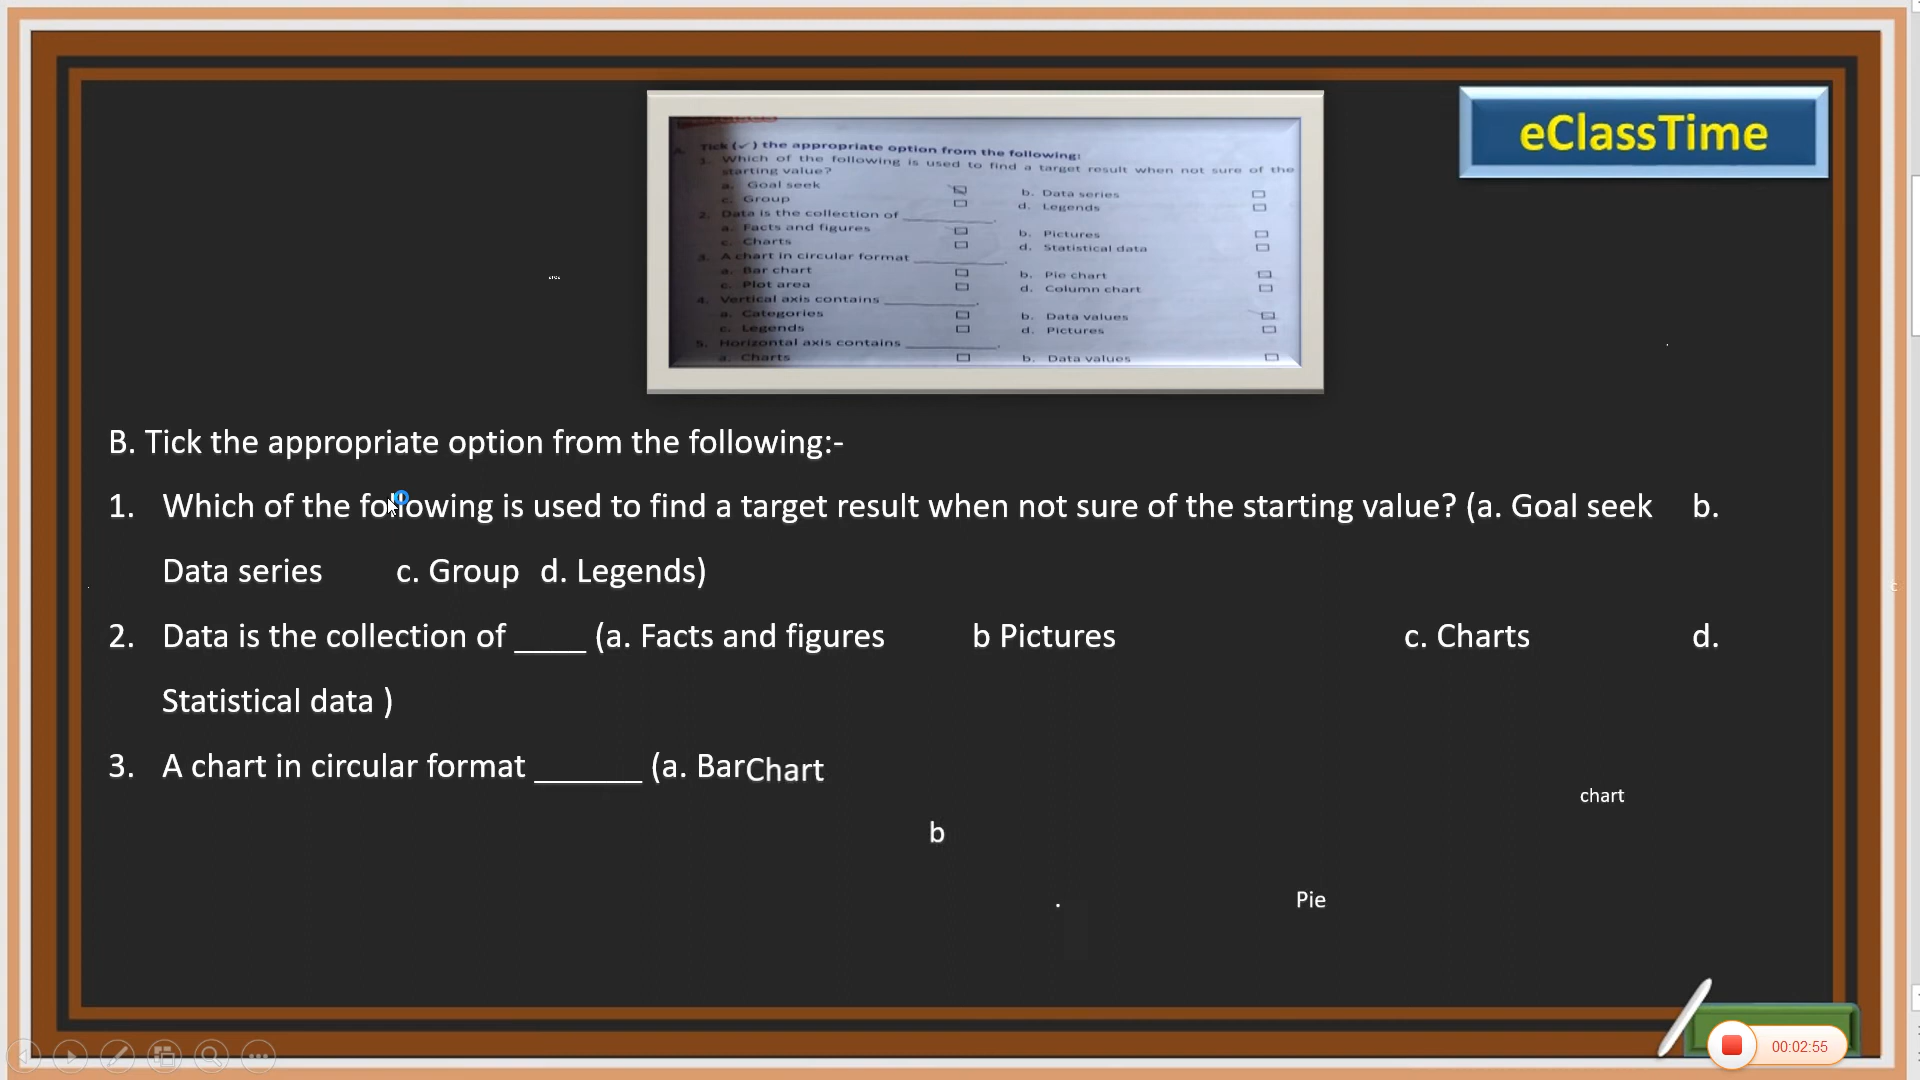 eClassTime
Tick (✓) the appropriate option from the following:
1. Which of the following is used to find a target result when not sure of the
starting value?
a. Goal seek b. Data series
c. Group d. Legends
2. Data is the collection of __________.
a. Facts and figures b. Pictures
c. Charts d. Statistical data
3. A chart in circular format __________.
a. Bar chart b. Pie chart
c. Plot area d. Column chart
4. Vertical axis contains __________.
a. Categories b. Data values
c. Legends d. Pictures
5. Horizontal axis contains __________.
a. Charts b. Data values
B. Tick the appropriate option from the following:-
1. Which of the following is used to find a target result when not sure of the starting value? (a. Goal seek b.
Data series c. Group d. Legends)
2. Data is the collection of ____ (a. Facts and figures b Pictures c. Charts d.
Statistical data )
3. A chart in circular format ______ (a. Bar Chart
chart
b
. Pie
00:02:55